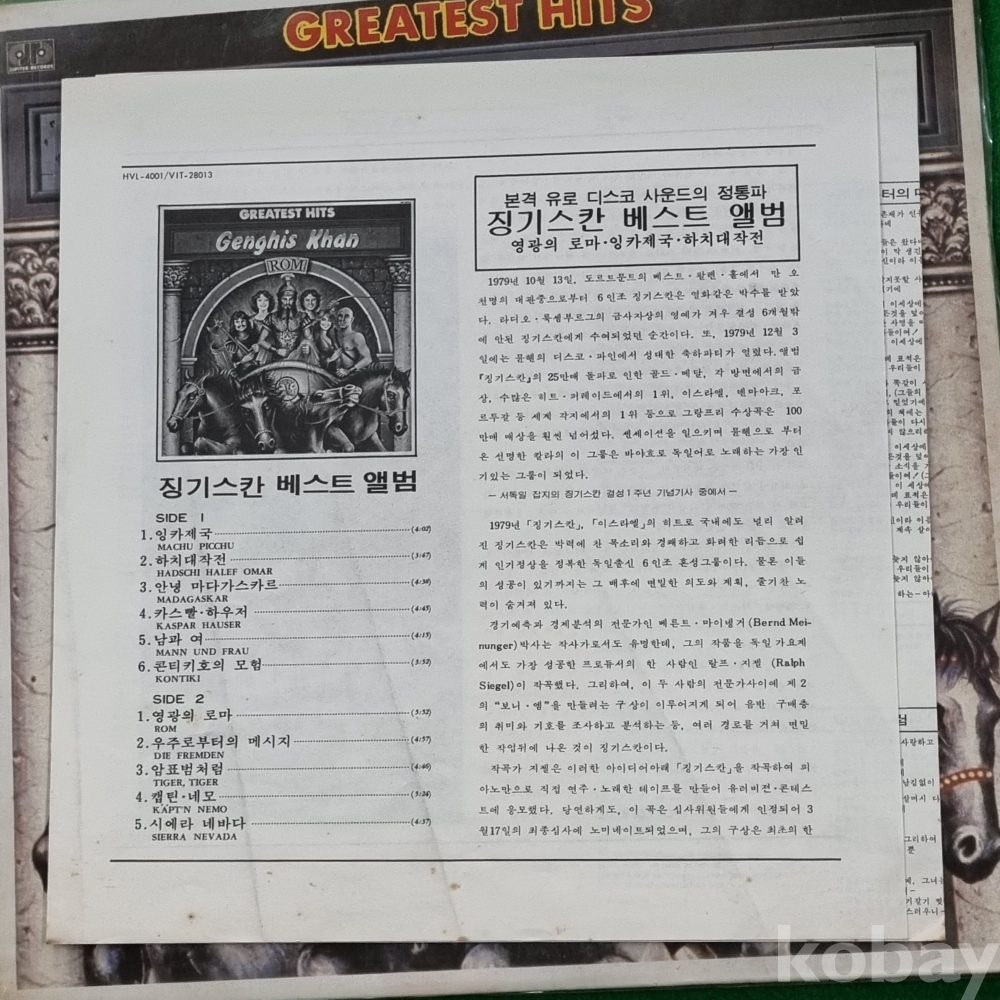 GREATEST HITS
JUPITER RECORDS
HVL-4001/VIT-28013
GREATEST HITS
Genghis Khan
ROM
징기스칸 베스트 앨범
SIDE 1
1.잉카제국 (4:02)
MACHU PICCHU
2.하치대작전 (3:47)
HADSCHI HALEF OMAR
3.안녕 마다가스카르 (4:38)
MADAGASKAR
4.카스빨·하우저 (4:45)
KASPAR HAUSER
5.남과 여 (4:15)
MANN UND FRAU
6.콘티키호의 모험 (3:52)
KONTIKI
SIDE 2
1.영광의 로마 (5:32)
ROM
2.우주로부터의 메시지 (4:57)
DIE FREMDEN
3.암표범처럼 (4:46)
TIGER, TIGER
4.캡틴·네모 (5:26)
KÄPT'N NEMO
5.시에라 네바다 (4:37)
SIERRA NEVADA
본격 유로 디스코 사운드의 정통파
징기스칸 베스트 앨범
영광의 로마·잉카제국·하치대작전
1979년 10월 13일, 도르트문트의 베스트·팔렌·홀에서 만 오
천명의 대관중으로부터 6인조 징기스칸은 열화같은 박수를 받았
다. 라디오·룩셈부르그의 금사자상의 영예가 겨우 결성 6개월밖
에 안된 징기스칸에게 수여되었던 순간이다. 또, 1979년 12월 3
일에는 뮌헨의 디스코·파인에서 성대한 축하파티가 열렸다. 앨범
『징기스칸』의 25만매 돌파로 인한 골드·메달, 각 방면에서의 금
상, 수많은 히트·퍼레이드에서의 1위, 이스라엘, 덴마아크, 포
르투갈 등 세계 각지에서의 1위 등으로 그랑프리 수상곡은 100
만매 매상을 훨씬 넘어섰다. 쎈세이션을 일으키며 뮌헨으로 부터
온 선명한 칼라의 이 그룹은 바야흐로 독일어로 노래하는 가장 인
기있는 그룹이 되었다.
— 서독일 잡지의 징기스칸 결성 1주년 기념기사 중에서 —
1979년 「징기스칸」, 「이스라엘」의 히트로 국내에도 널리 알려
진 징기스칸은 박력에 찬 목소리와 경쾌하고 화려한 리듬으로 쉽
게 인기정상을 정복한 독일출신 6인조 혼성그룹이다. 물론 이들
의 성공이 있기까지는 그 배후에 면밀한 의도와 계획, 줄기찬 노
력이 숨겨져 있다.
경기예측과 경제분석의 전문가인 베른트·마이넝거 (Bernd Mei-
nunger) 박사는 작사가로서도 유명한데, 그의 작품을 독일 가요계
에서도 가장 성공한 프로듀서의 한 사람인 랄프·지겔 (Ralph
Siegel)이 작곡했다. 그리하여, 이 두 사람의 전문가사이에 제 2
의 “보니·엠”을 만들려는 구상이 이루어지게 되어 음반 구매층
의 취미와 기호를 조사하고 분석하는 둥, 여러 경로를 거쳐 면밀
한 작업뒤에 나온 것이 징기스칸이다.
작곡가 지겔은 이러한 아이디어아래 「징기스칸」을 작곡하여 피
아노만으로 직접 연주·노래한 테이프를 만들어 유러비젼·콘테스
트에 응모했다. 당연하게도, 이 곡은 심사위원들에게 인정되어 3
월17일의 최종심사에 노미네이트되었으며, 그의 구상은 최초의 한
kobay